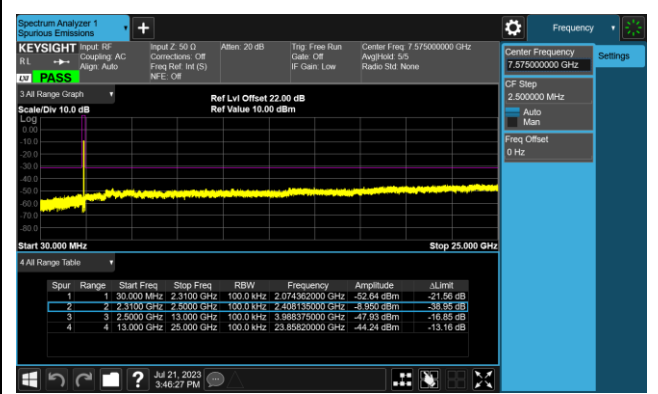 Spectrum Analyzer 1
Spurious Emissions
Frequency
KEYSIGHT Input: RF Input Z: 50 Ω Atten: 20 dB Trig: Free Run Center Freq: 7.575000000 GHz
RL Coupling: AC Corrections: Off Gate: Off Avg|Hold: 5/5
Align: Auto Freq Ref: Int (S) IF Gain: Low Radio Std: None
LXI PASS NFE: Off
Center Frequency
7.575000000 GHz
Settings
CF Step
2.500000 MHz
Auto
Man
Freq Offset
0 Hz
3 All Range Graph
Ref Lvl Offset 22.00 dB
Scale/Div 10.0 dB Ref Value 10.00 dBm
Log
0.00
-10.0
-20.0
-30.0
-40.0
-50.0
-60.0
-70.0
-80.0
Start 30.000 MHz Stop 25.000 GHz
4 All Range Table
Spur Range Start Freq Stop Freq RBW Frequency Amplitude ΔLimit
1 1 30.000 MHz 2.3100 GHz 100.0 kHz 2.074362000 GHz -52.64 dBm -21.56 dB
2 2 2.3100 GHz 2.5000 GHz 100.0 kHz 2.408135000 GHz -8.950 dBm -38.95 dB
3 3 2.5000 GHz 13.000 GHz 100.0 kHz 3.988375000 GHz -47.93 dBm -16.85 dB
4 4 13.000 GHz 25.000 GHz 100.0 kHz 23.85820000 GHz -44.24 dBm -13.16 dB
Jul 21, 2023
3:46:27 PM